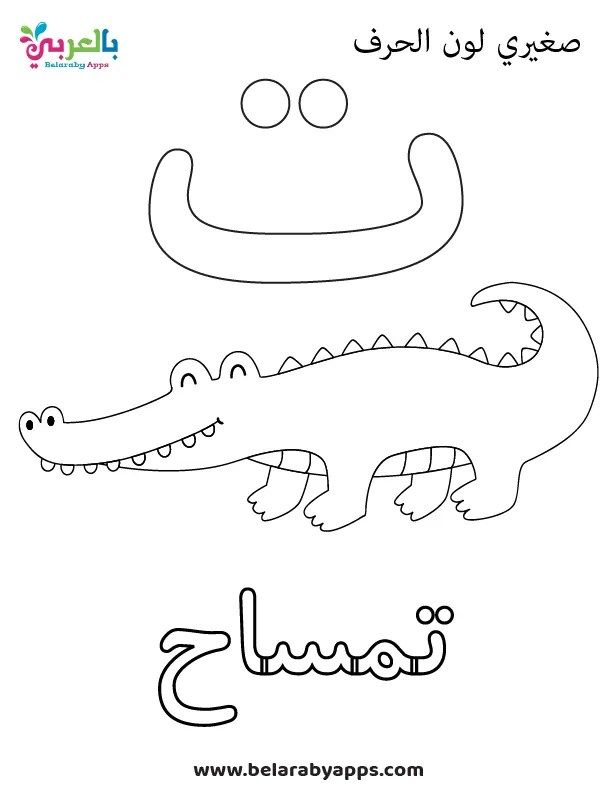 صغيري لون الحرف
بالعربي
Belaraby Apps
ت
تمساح
www.belarabyapps.com